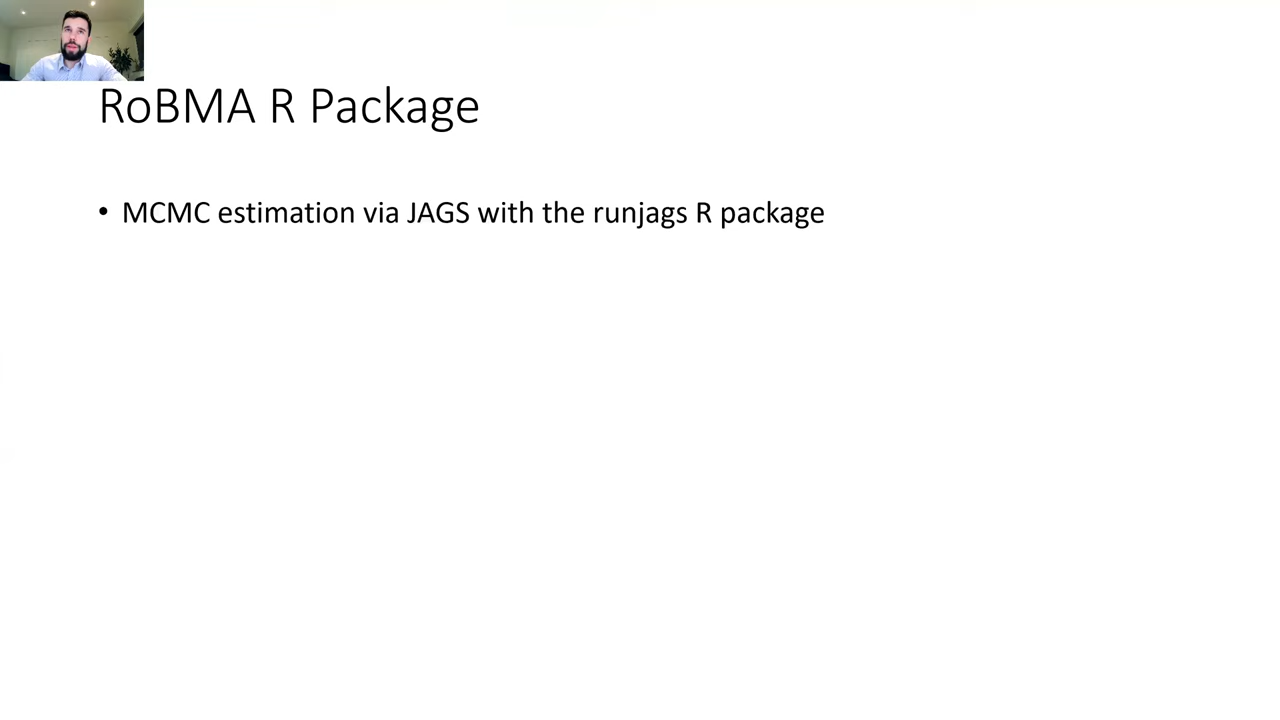 RoBMA R Package
• MCMC estimation via JAGS with the runjags R package